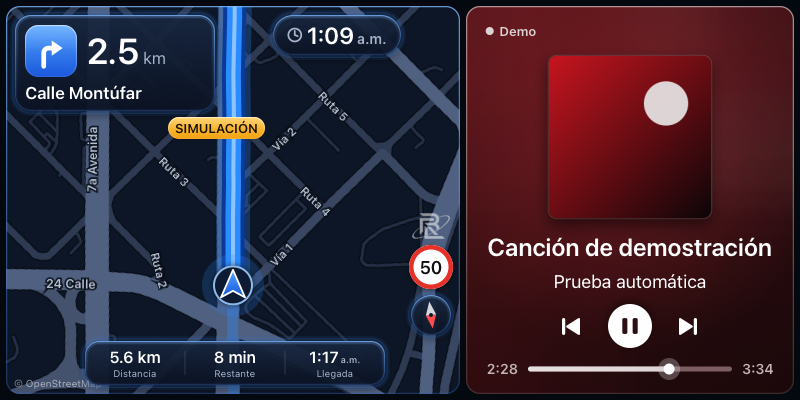 2.5 km
Calle Montúfar
1:09 a.m.
SIMULACIÓN
7a Avenida
Ruta 5
Vía 2
Ruta 3
Ruta 4
Vía 1
Ruta 2
24 Calle
50
5.6 km
Distancia
8 min
Restante
1:17 a.m.
Llegada
© OpenStreetMap
Demo
Canción de demostración
Prueba automática
2:28
3:34